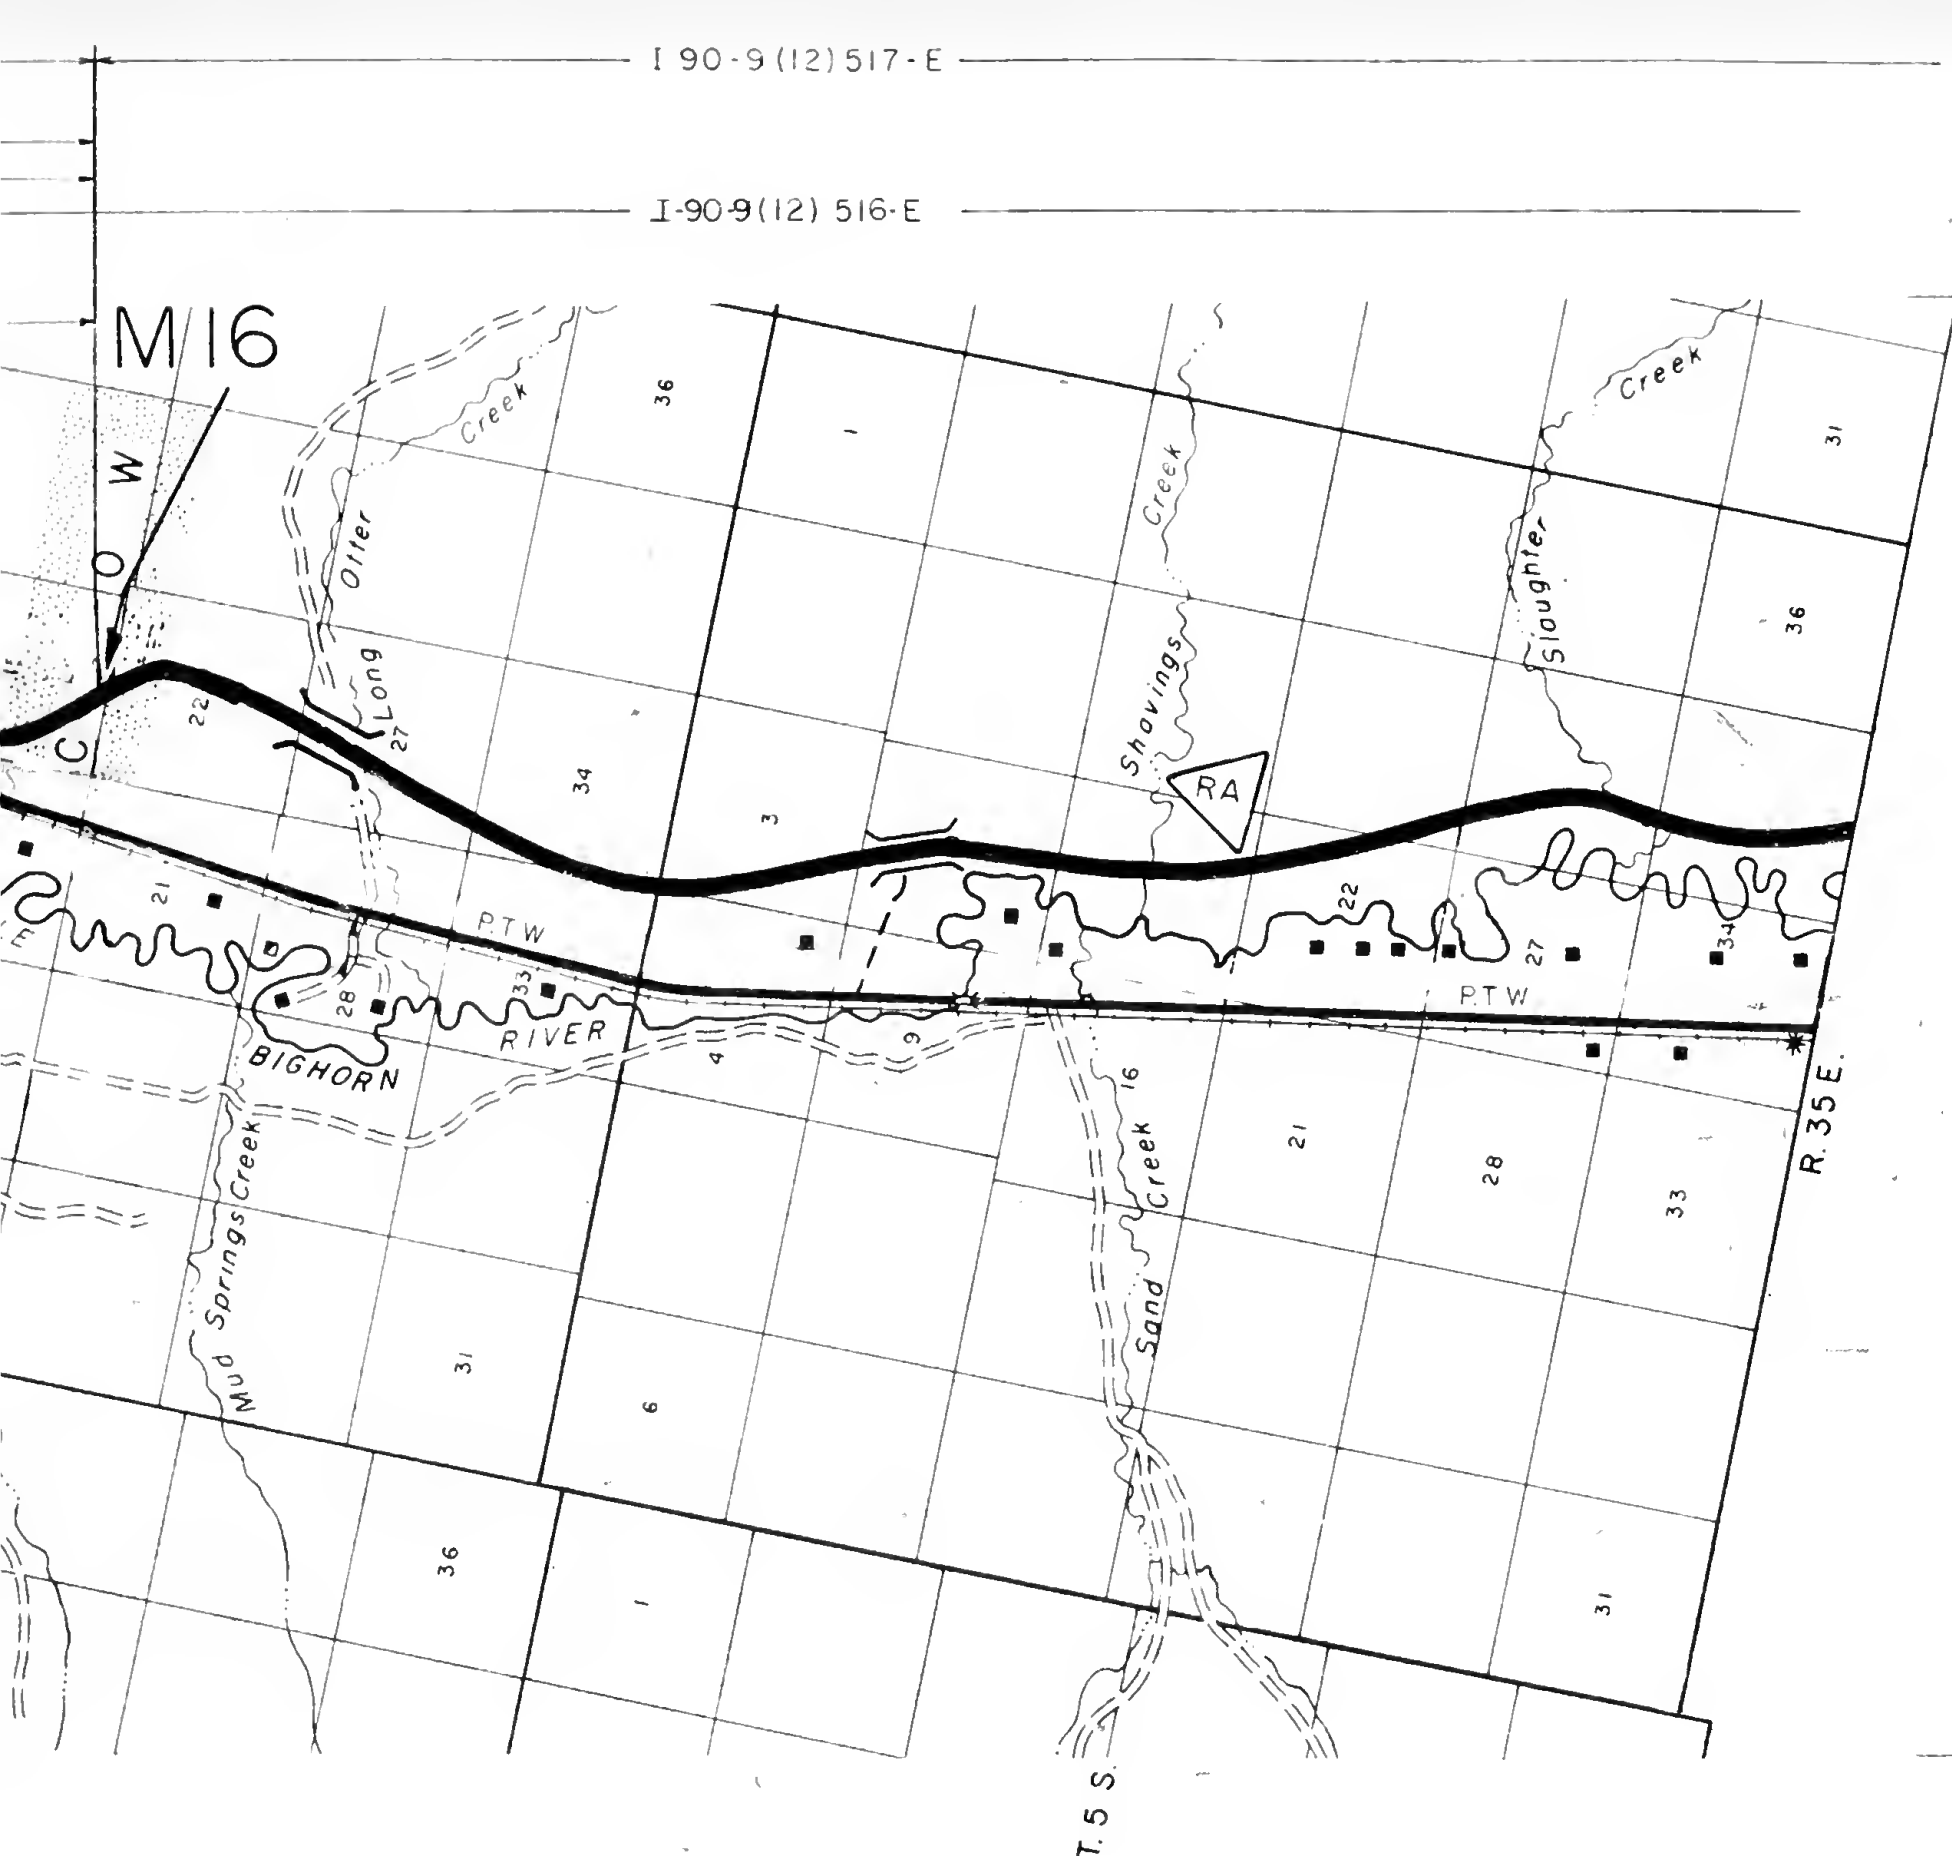 I 90-9(12)517-E
I-90-9(12) 516-E
M16
C O W
Creek
Otter
Long
36
1
Creek
Shavings
Creek
Slaughter
31
36
22
27
34
3
RA
21
P.T.W
33
28
RIVER
BIGHORN
4
9
22
27
34
P.T.W
16
21
28
33
R. 35 E.
Mud Springs Creek
Sand Creek
31
6
36
1
31
T. 5 S.